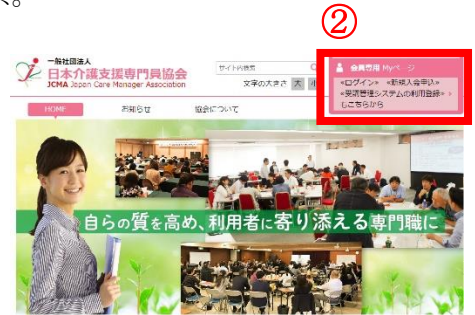 い。
②
一般社団法人
日本介護支援専門員協会
JCMA Japan Care Manager Association
サイト内検索
文字の大きさ 大 小
会員専用 Myページ
«ログイン» «新規入会申込»
«受講管理システムの利用登録» ›
もこちらから
HOME お知らせ 協会について
自らの質を高め、利用者に寄り添える専門職に